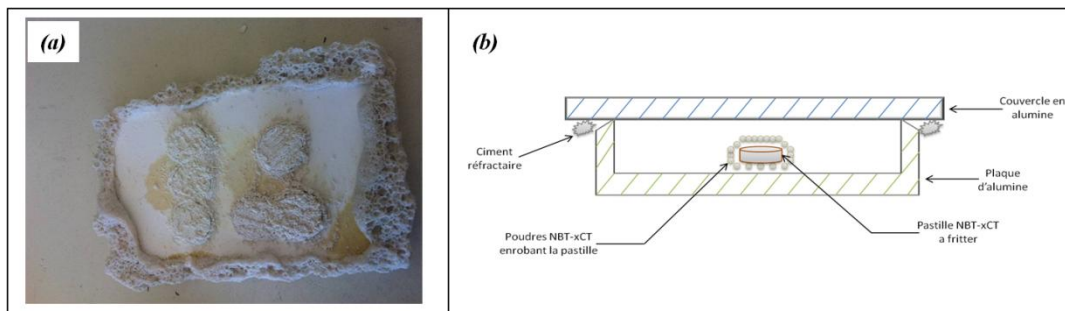 (a)
(b)
Couvercle en
alumine
Ciment
réfractaire
Plaque
d'alumine
Poudres NBT-xCT
enrobant la pastille
Pastille NBT-xCT
a fritter